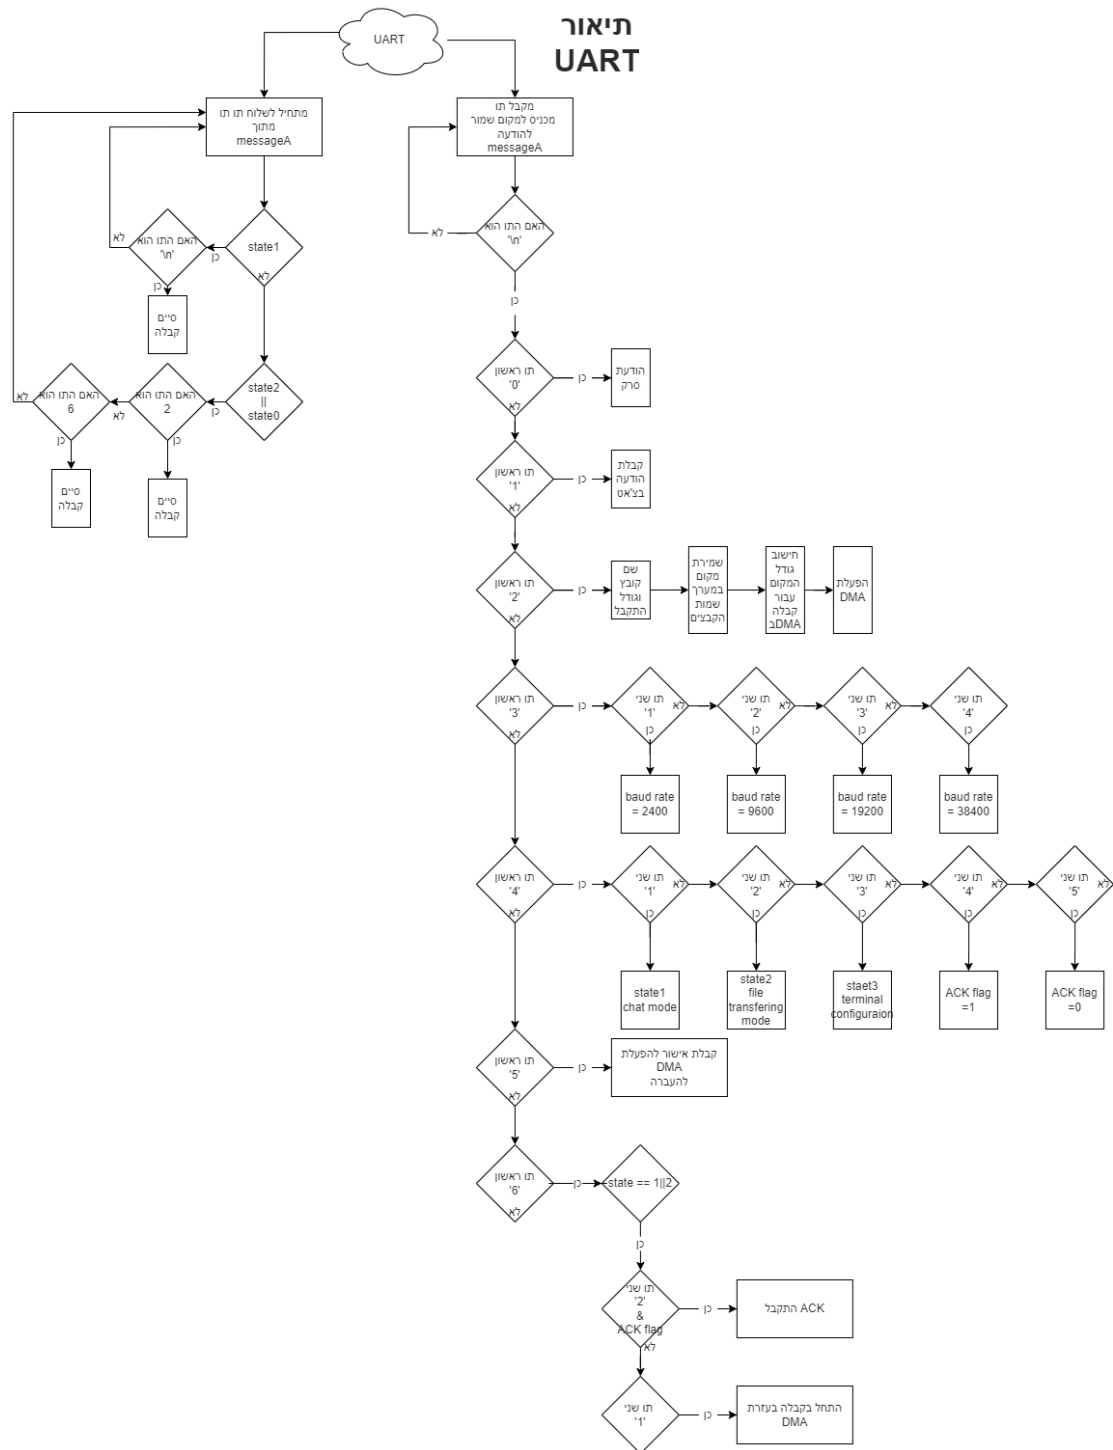 תיאור
UART
UART
מתחיל לשלוח תו תו
מתוך
messageA
מקבל תו
מכניס למקום שמור
להודעה
messageA
האם התו הוא
'\n'
לא
כן
state1
לא
כן
סיים
קבלה
האם התו הוא
'\n'
לא
כן
האם התו הוא
6
לא
כן
האם התו הוא
2
לא
כן
state2
||
state0
כן
סיים
קבלה
סיים
קבלה
תו ראשון
'0'
כן
לא
הודעת
סרק
תו ראשון
'1'
כן
לא
קבלת
הודעה
בצ'אט
תו ראשון
'2'
כן
לא
שם
קובץ
וגודל
התקבל
שמירת
מקום
במערך
שמות
הקבצים
חישוב
גודל
המקום
עבור
קבלה
בDMA
הפעלת
DMA
תו ראשון
'3'
כן
לא
תו שני
'1'
לא
כן
תו שני
'2'
לא
כן
תו שני
'3'
לא
כן
תו שני
'4'
כן
baud rate
= 2400
baud rate
= 9600
baud rate
= 19200
baud rate
= 38400
תו ראשון
'4'
כן
לא
תו שני
'1'
לא
כן
תו שני
'2'
לא
כן
תו שני
'3'
לא
כן
תו שני
'4'
לא
כן
תו שני
'5'
לא
כן
state1
chat mode
state2
file
transfering
mode
staet3
terminal
configuraion
ACK flag
=1
ACK flag
=0
תו ראשון
'5'
כן
לא
קבלת אישור להפעלת
DMA
להעברה
תו ראשון
'6'
כן
לא
state == 1||2
כן
תו שני
'2'
&
ACK flag
כן
לא
ACK התקבל
תו שני
'1'
כן
התחל בקבלה בעזרת
DMA